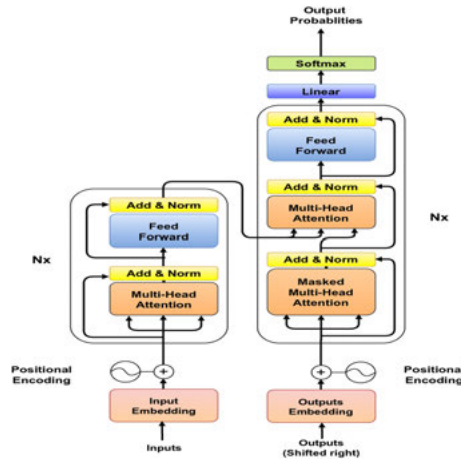 Output
Probablities
Softmax
Linear
Add & Norm
Feed
Forward
Add & Norm
Multi-Head
Attention
Nx
Add & Norm
Masked
Multi-Head
Attention
Add & Norm
Feed
Forward
Nx
Add & Norm
Multi-Head
Attention
Positional
Encoding
Positional
Encoding
Input
Embedding
Outputs
Embedding
Inputs
Outputs
(Shifted right)